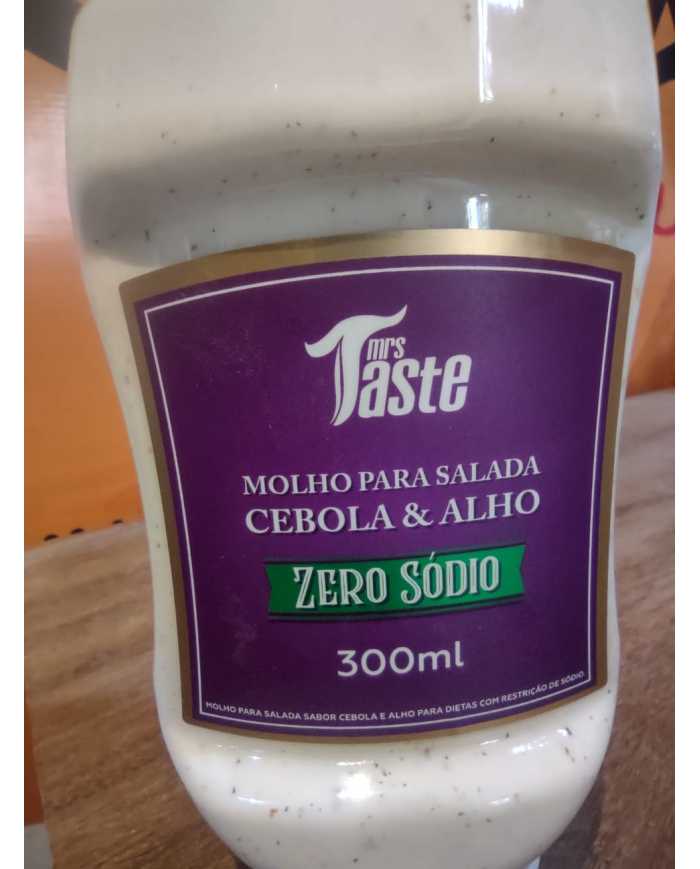 mrs
Taste
MOLHO PARA SALADA
CEBOLA & ALHO
ZERO SÓDIO
300ml
MOLHO PARA SALADA SABOR CEBOLA E ALHO PARA DIETAS COM RESTRIÇÃO DE SÓDIO.